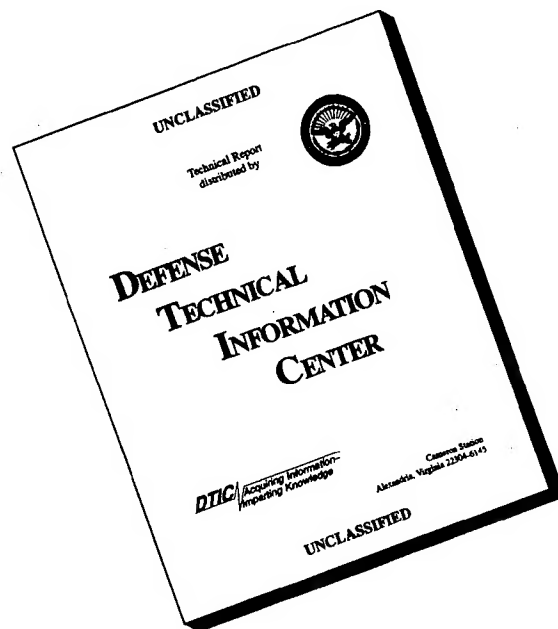 UNCLASSIFIED
Technical Report
distributed by
DEFENSE
TECHNICAL
INFORMATION
CENTER
DTIC Acquiring Information—
Imparting Knowledge
Cameron Station
Alexandria, Virginia 22304-6145
UNCLASSIFIED